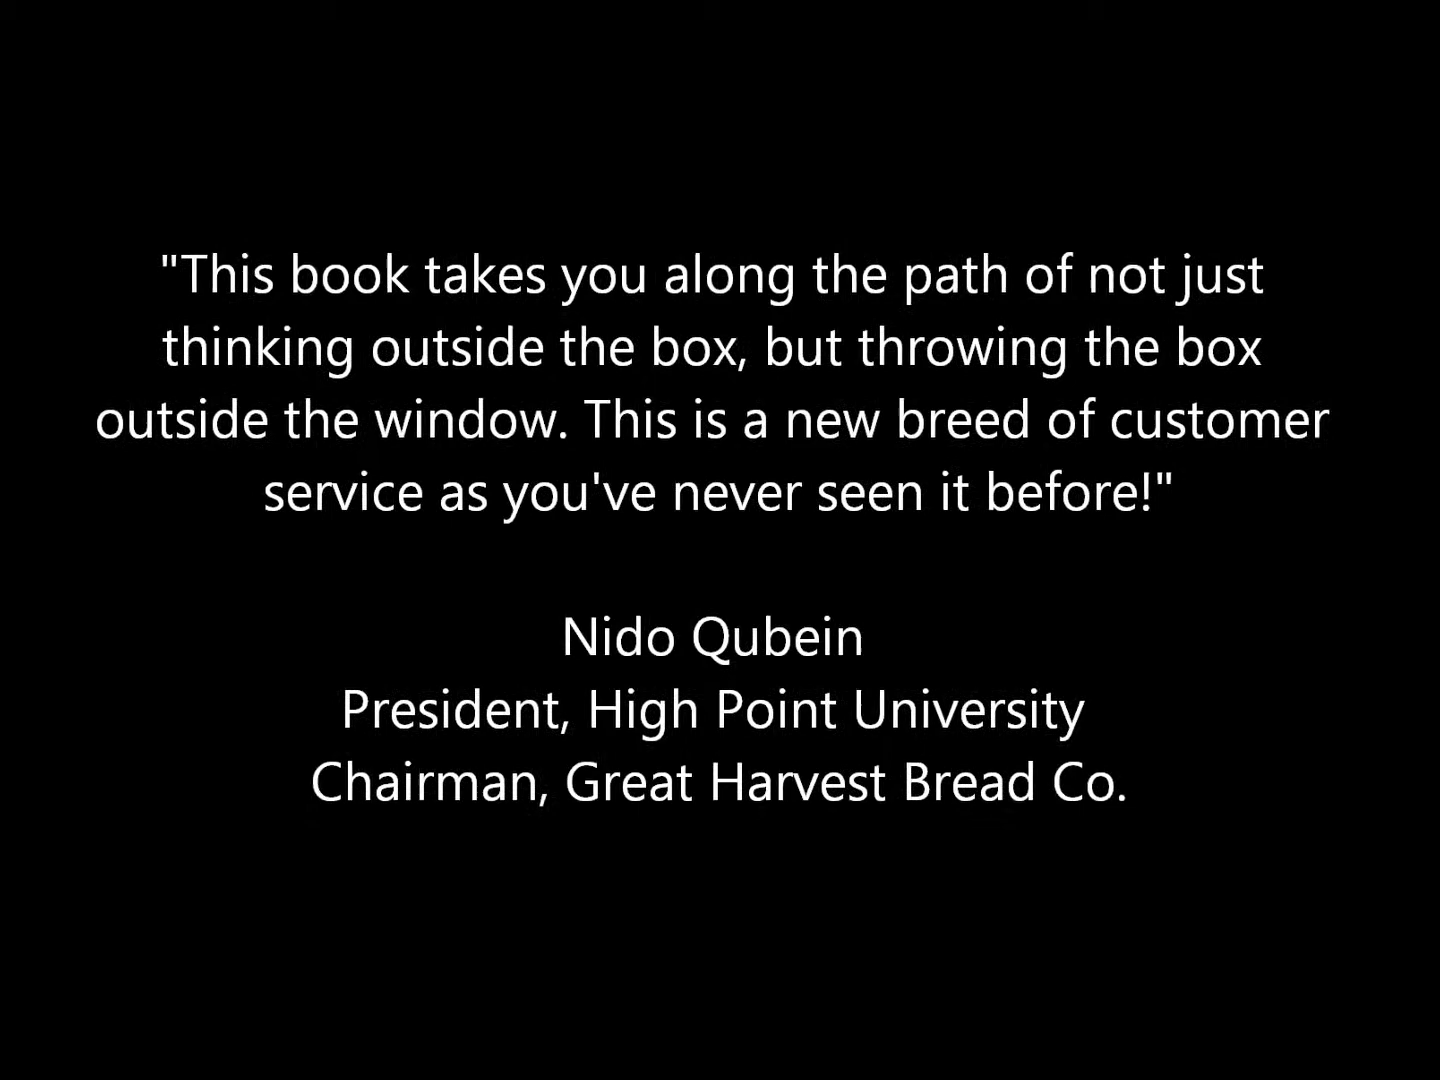 "This book takes you along the path of not just
thinking outside the box, but throwing the box
outside the window. This is a new breed of customer
service as you've never seen it before!"
Nido Qubein
President, High Point University
Chairman, Great Harvest Bread Co.